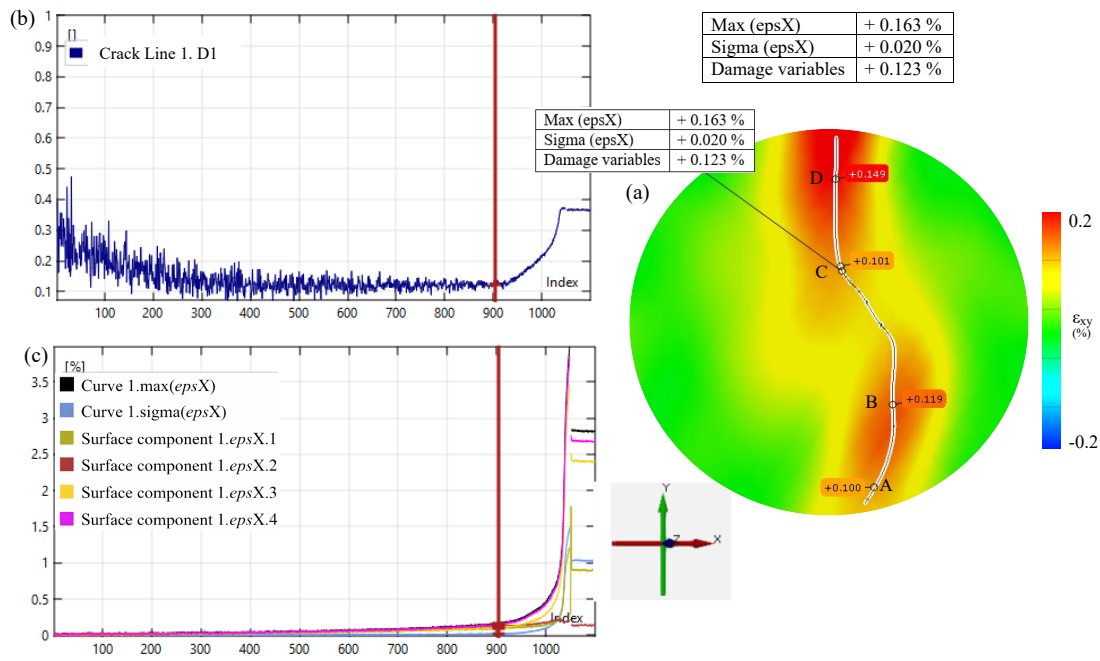 (b)
1
0.9
0.8
0.7
0.6
0.5
0.4
0.3
0.2
0.1
[]
Crack Line 1. D1
Index
100 200 300 400 500 600 700 800 900 1000
Max (epsX) + 0.163 %
Sigma (epsX) + 0.020 %
Damage variables + 0.123 %
Max (epsX) + 0.163 %
Sigma (epsX) + 0.020 %
Damage variables + 0.123 %
(a)
D +0.149
+0.101
C
B +0.119
+0.100 A
0.2
εxy
(%)
-0.2
(c)
[%]
3.5
3
2.5
2
1.5
1
0.5
0
Curve 1.max(epsX)
Curve 1.sigma(epsX)
Surface component 1.epsX.1
Surface component 1.epsX.2
Surface component 1.epsX.3
Surface component 1.epsX.4
Index
100 200 300 400 500 600 700 800 900 1000
Y
Z X